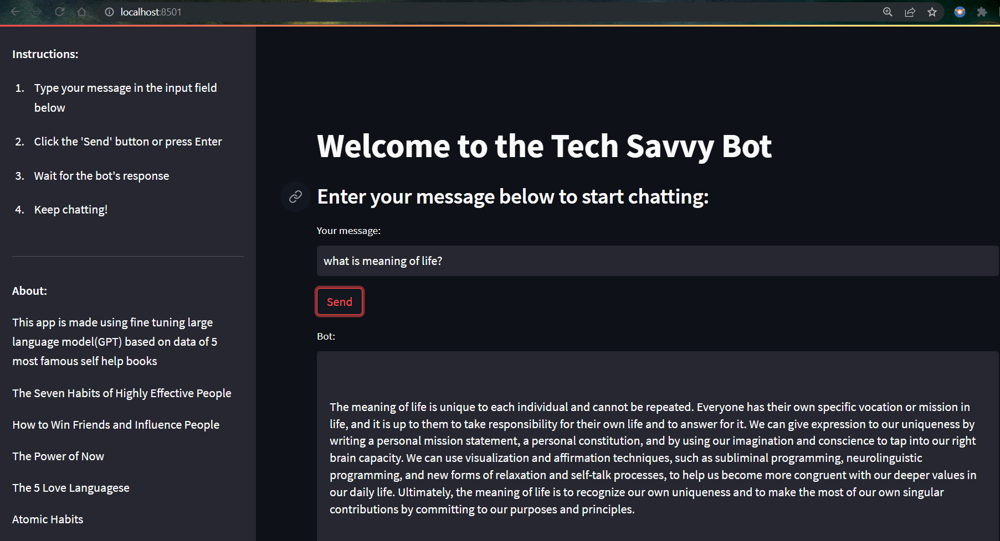 localhost:8501
Instructions:
1. Type your message in the input field
below
2. Click the 'Send' button or press Enter
3. Wait for the bot's response
4. Keep chatting!
About:
This app is made using fine tuning large
language model(GPT) based on data of 5
most famous self help books
The Seven Habits of Highly Effective People
How to Win Friends and Influence People
The Power of Now
The 5 Love Languagese
Atomic Habits
Welcome to the Tech Savvy Bot
Enter your message below to start chatting:
Your message:
what is meaning of life?
Send
Bot:
The meaning of life is unique to each individual and cannot be repeated. Everyone has their own specific vocation or mission in
life, and it is up to them to take responsibility for their own life and to answer for it. We can give expression to our uniqueness by
writing a personal mission statement, a personal constitution, and by using our imagination and conscience to tap into our right
brain capacity. We can use visualization and affirmation techniques, such as subliminal programming, neurolinguistic
programming, and new forms of relaxation and self-talk processes, to help us become more congruent with our deeper values in
our daily life. Ultimately, the meaning of life is to recognize our own uniqueness and to make the most of our own singular
contributions by committing to our purposes and principles.